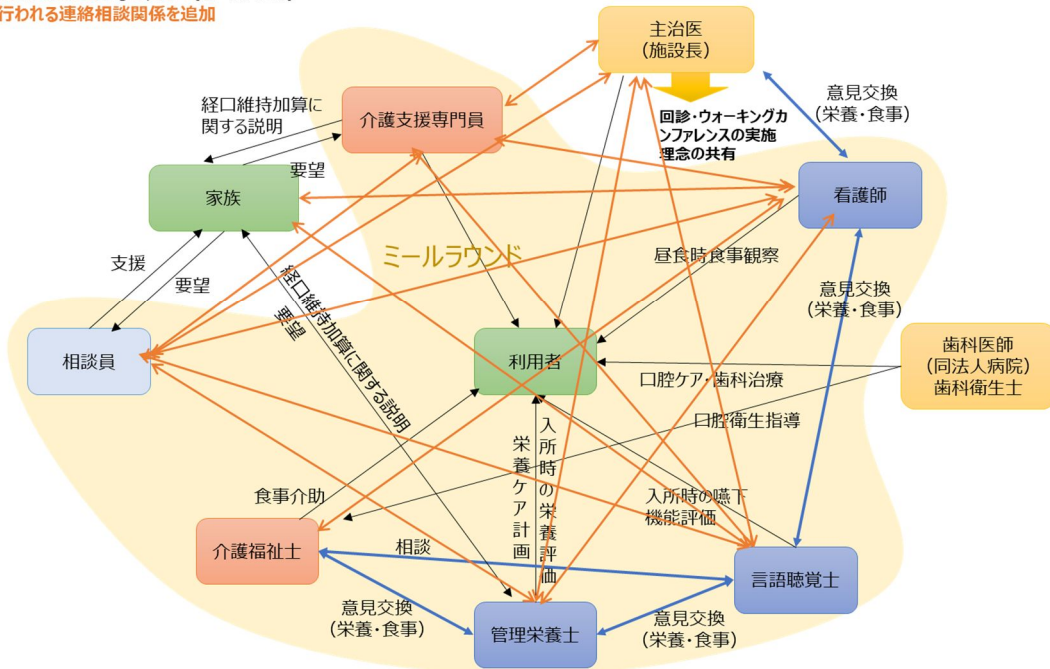 行われる連絡相談関係を追加
主治医
（施設長）
意見交換
（栄養・食事）
経口維持加算に
関する説明
介護支援専門員
回診・ウォーキングカ
ンファレンスの実施
理念の共有
要望
家族
看護師
ミールラウンド
昼食時食事観察
支援
要望
経口維持加算に関する説明
要望
意見交換
（栄養・食事）
相談員
利用者
歯科医師
（同法人病院）
歯科衛生士
口腔ケア・歯科治療
口腔衛生指導
入所時の栄養評価
栄養ケア計画
食事介助
入所時の嚥下
機能評価
介護福祉士
相談
言語聴覚士
意見交換
（栄養・食事）
管理栄養士
意見交換
（栄養・食事）